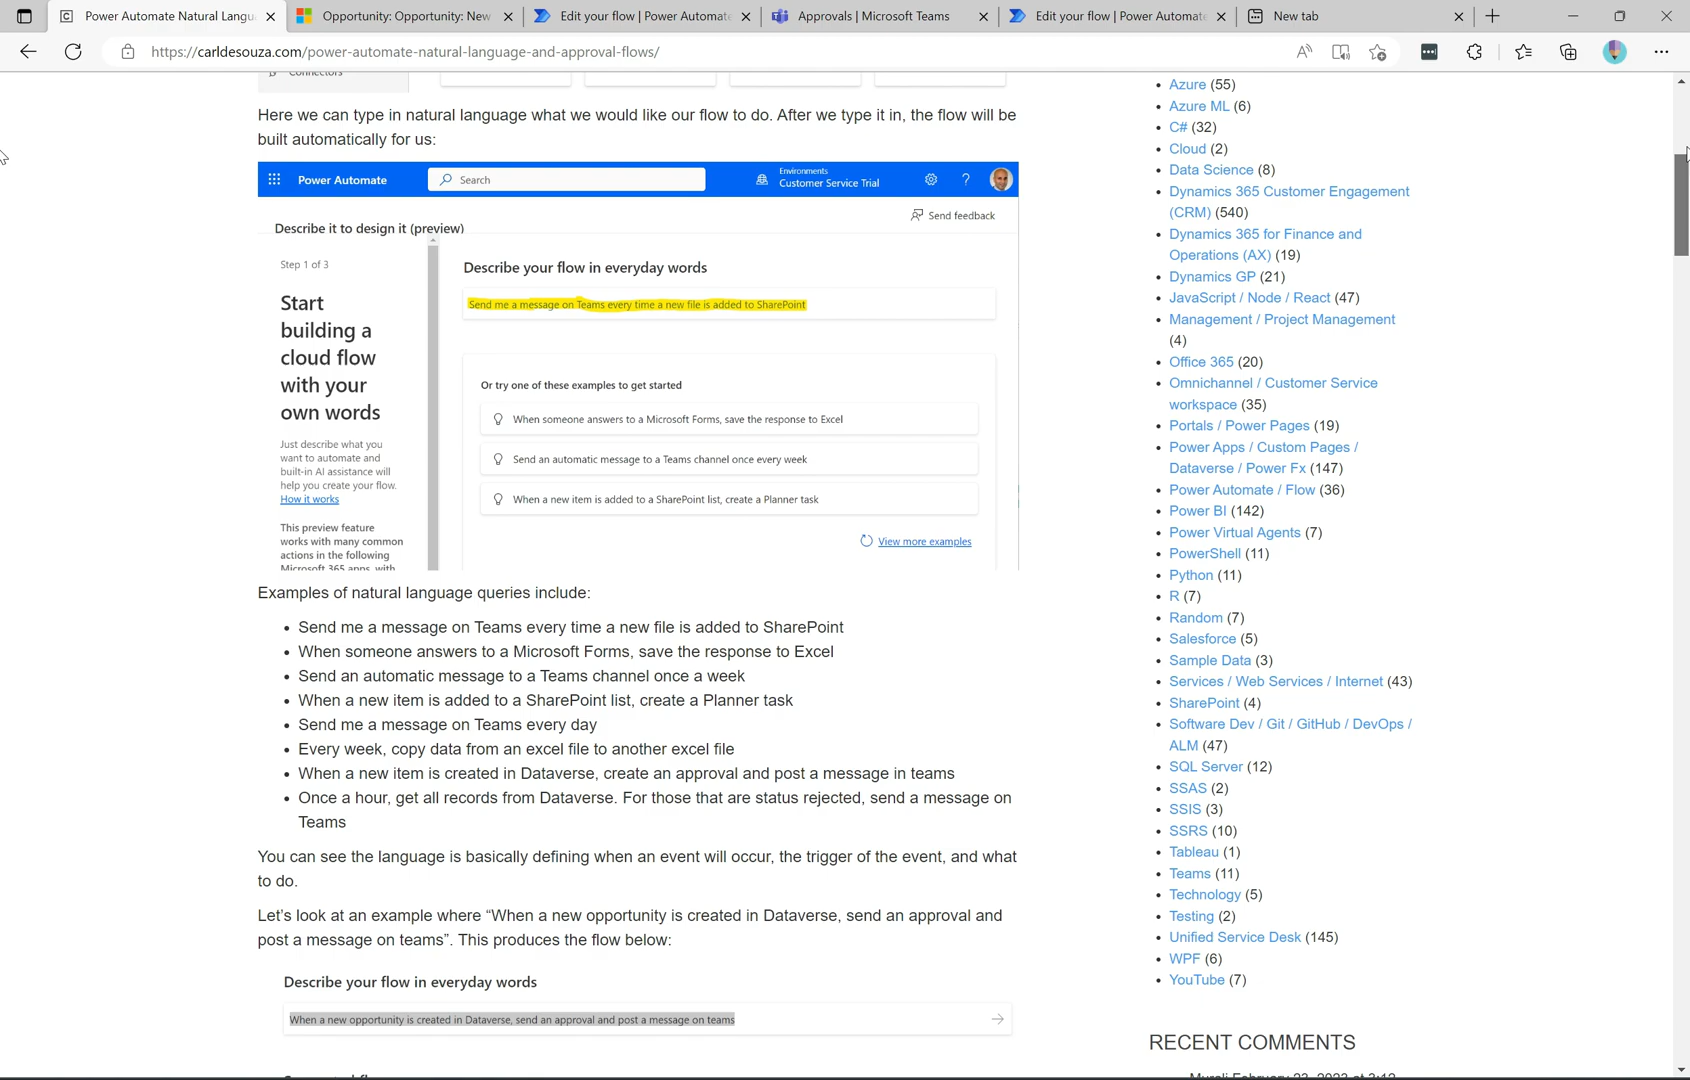 Power Automate Natural Langu
Opportunity: Opportunity: New
Edit your flow | Power Automate
Approvals | Microsoft Teams
Edit your flow | Power Automate
New tab
https://carldesouza.com/power-automate-natural-language-and-approval-flows/
Connectors
Here we can type in natural language what we would like our flow to do. After we type it in, the flow will be
built automatically for us:
Power Automate
Search
Environments
Customer Service Trial
Send feedback
Describe it to design it (preview)
Step 1 of 3
Start
building a
cloud flow
with your
own words
Just describe what you
want to automate and
built-in AI assistance will
help you create your flow.
How it works
This preview feature
works with many common
actions in the following
Microsoft 365 apps, with
Describe your flow in everyday words
Send me a message on Teams every time a new file is added to SharePoint
Or try one of these examples to get started
When someone answers to a Microsoft Forms, save the response to Excel
Send an automatic message to a Teams channel once every week
When a new item is added to a SharePoint list, create a Planner task
View more examples
Examples of natural language queries include:
• Send me a message on Teams every time a new file is added to SharePoint
• When someone answers to a Microsoft Forms, save the response to Excel
• Send an automatic message to a Teams channel once a week
• When a new item is added to a SharePoint list, create a Planner task
• Send me a message on Teams every day
• Every week, copy data from an excel file to another excel file
• When a new item is created in Dataverse, create an approval and post a message in teams
• Once a hour, get all records from Dataverse. For those that are status rejected, send a message on
Teams
You can see the language is basically defining when an event will occur, the trigger of the event, and what
to do.
Let's look at an example where “When a new opportunity is created in Dataverse, send an approval and
post a message on teams”. This produces the flow below:
Describe your flow in everyday words
When a new opportunity is created in Dataverse, send an approval and post a message on teams
• Azure (55)
• Azure ML (6)
• C# (32)
• Cloud (2)
• Data Science (8)
• Dynamics 365 Customer Engagement
(CRM) (540)
• Dynamics 365 for Finance and
Operations (AX) (19)
• Dynamics GP (21)
• JavaScript / Node / React (47)
• Management / Project Management
(4)
• Office 365 (20)
• Omnichannel / Customer Service
workspace (35)
• Portals / Power Pages (19)
• Power Apps / Custom Pages /
Dataverse / Power Fx (147)
• Power Automate / Flow (36)
• Power BI (142)
• Power Virtual Agents (7)
• PowerShell (11)
• Python (11)
• R (7)
• Random (7)
• Salesforce (5)
• Sample Data (3)
• Services / Web Services / Internet (43)
• SharePoint (4)
• Software Dev / Git / GitHub / DevOps /
ALM (47)
• SQL Server (12)
• SSAS (2)
• SSIS (3)
• SSRS (10)
• Tableau (1)
• Teams (11)
• Technology (5)
• Testing (2)
• Unified Service Desk (145)
• WPF (6)
• YouTube (7)
RECENT COMMENTS